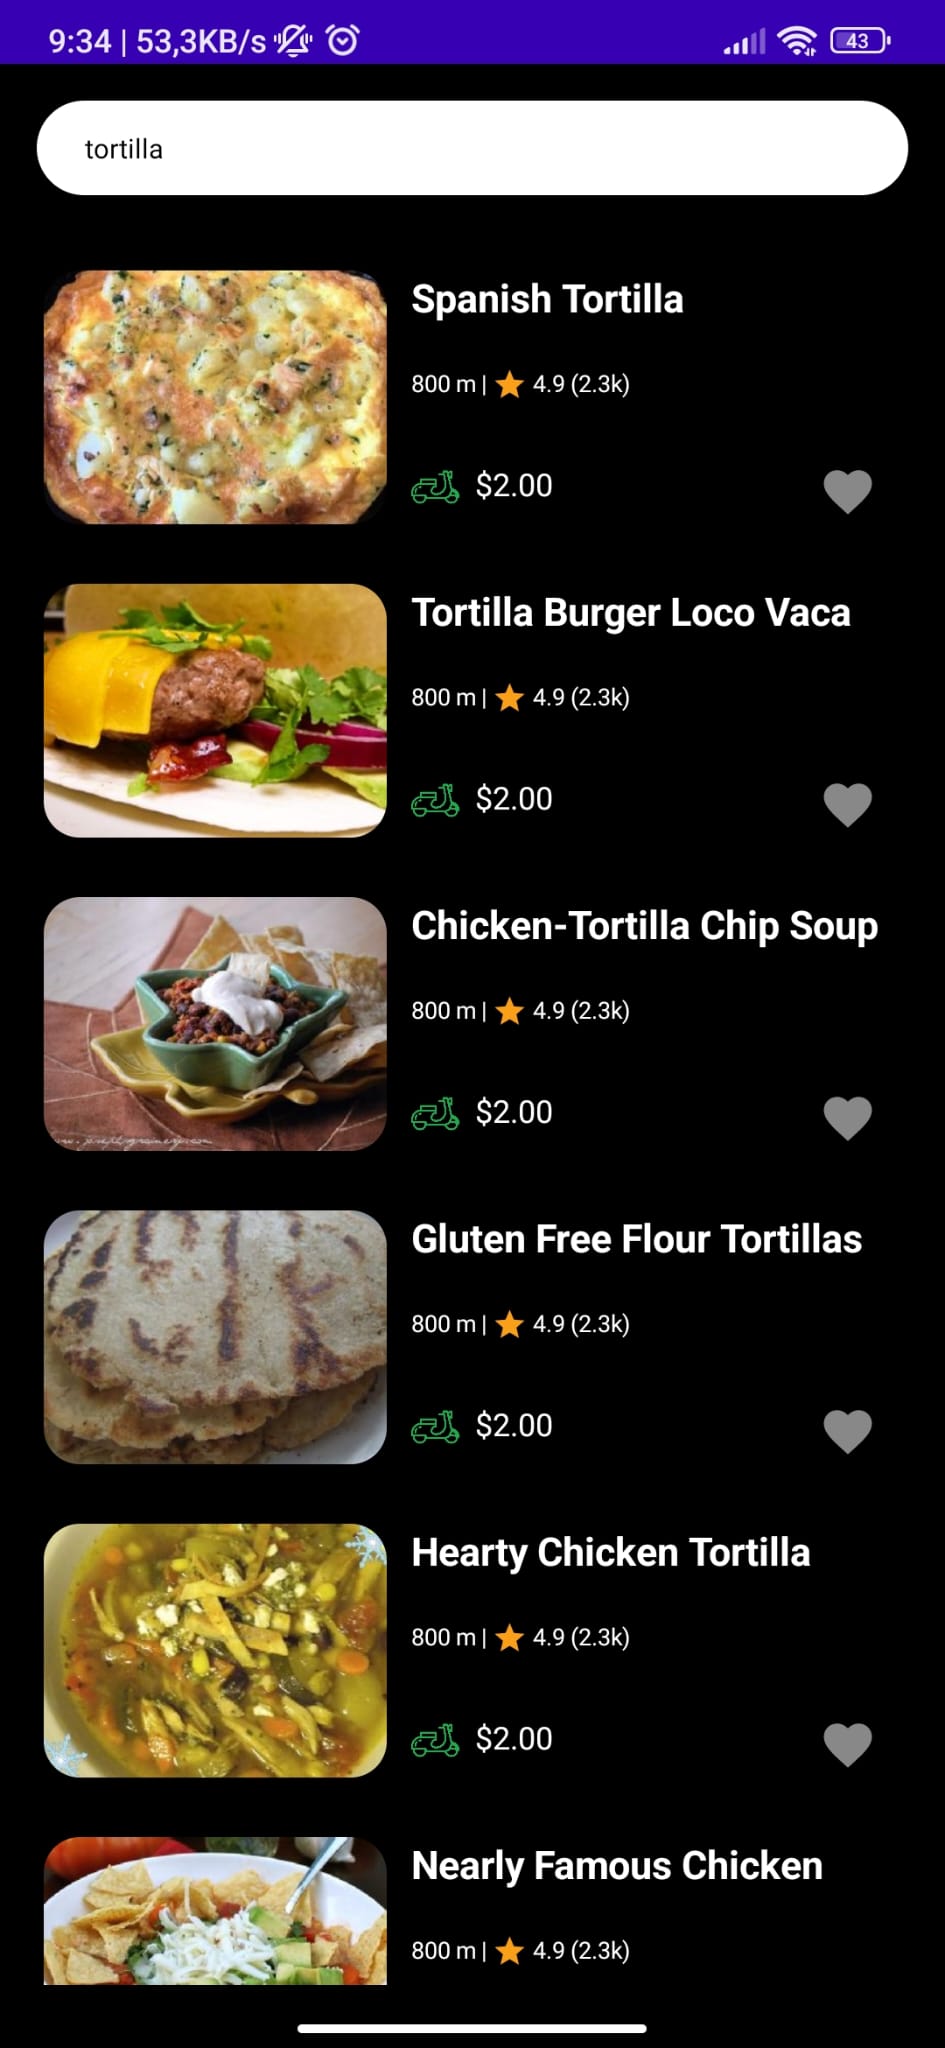 9:34 | 53,3KB/s
43
tortilla
Spanish Tortilla
800 m | 4.9 (2.3k)
$2.00
Tortilla Burger Loco Vaca
800 m | 4.9 (2.3k)
$2.00
Chicken-Tortilla Chip Soup
800 m | 4.9 (2.3k)
$2.00
Gluten Free Flour Tortillas
800 m | 4.9 (2.3k)
$2.00
Hearty Chicken Tortilla
800 m | 4.9 (2.3k)
$2.00
Nearly Famous Chicken
800 m | 4.9 (2.3k)